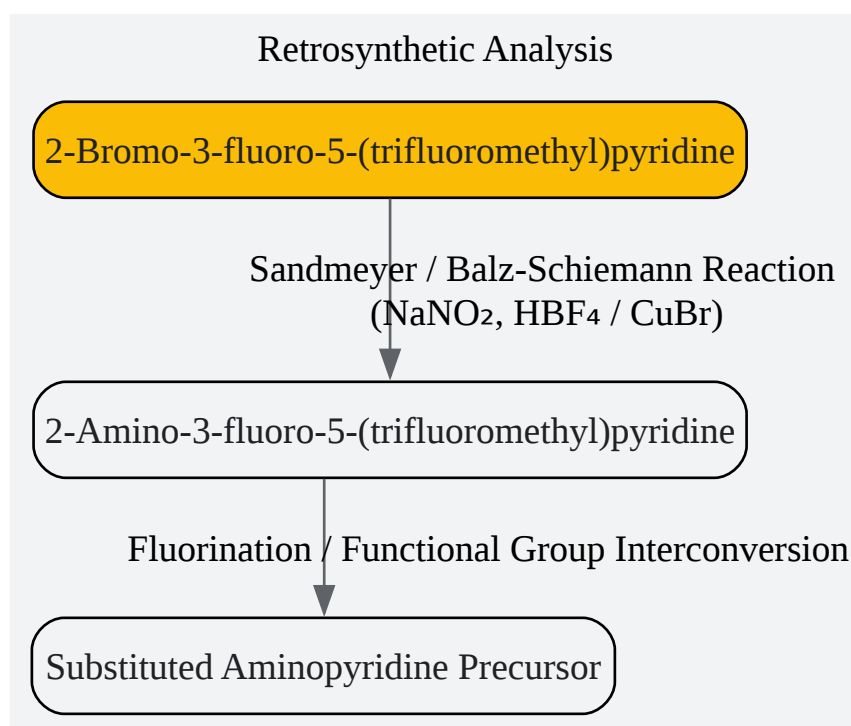 Retrosynthetic Analysis
2-Bromo-3-fluoro-5-(trifluoromethyl)pyridine
Sandmeyer / Balz-Schiemann Reaction
(NaNO₂, HBF₄ / CuBr)
2-Amino-3-fluoro-5-(trifluoromethyl)pyridine
Fluorination / Functional Group Interconversion
Substituted Aminopyridine Precursor